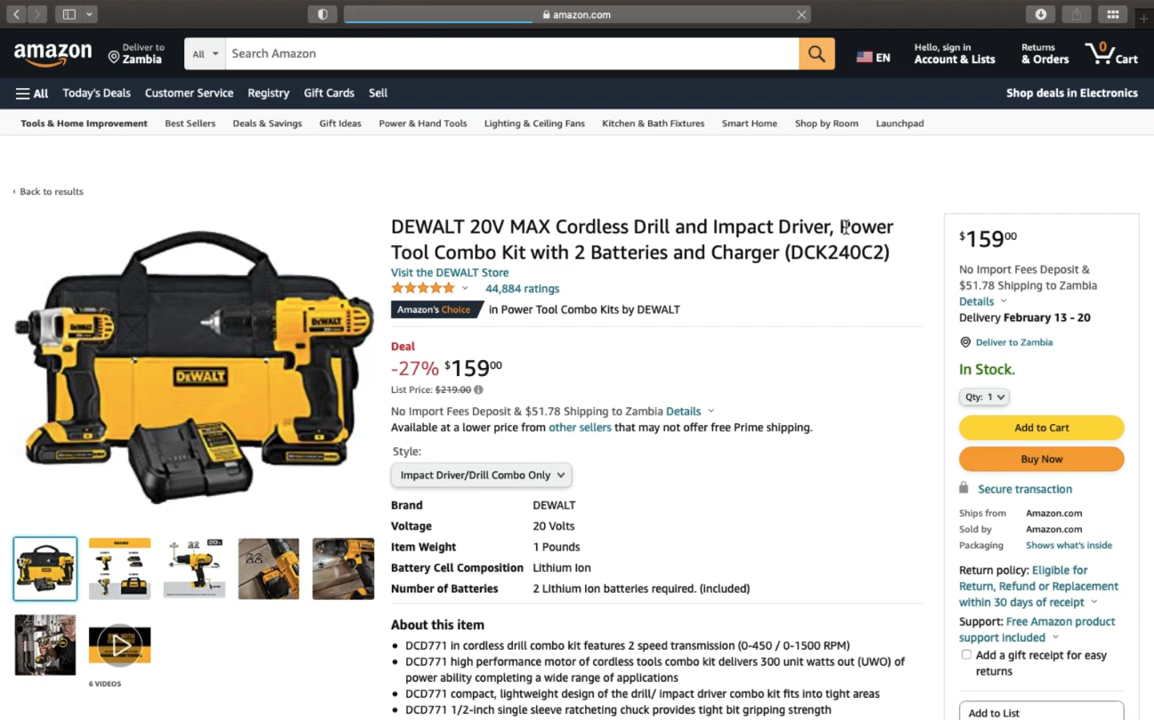 amazon.com
amazon
Deliver to
Zambia
All
Search Amazon
EN
Hello, sign in
Account & Lists
Returns
& Orders
0
Cart
All
Today's Deals
Customer Service
Registry
Gift Cards
Sell
Shop deals in Electronics
Tools & Home Improvement
Best Sellers
Deals & Savings
Gift Ideas
Power & Hand Tools
Lighting & Ceiling Fans
Kitchen & Bath Fixtures
Smart Home
Shop by Room
Launchpad
‹ Back to results
DEWALT
DEWALT 20V MAX Cordless Drill and Impact Driver, Power
Tool Combo Kit with 2 Batteries and Charger (DCK240C2)
Visit the DEWALT Store
44,884 ratings
Amazon's Choice in Power Tool Combo Kits by DEWALT
Deal
-27% $15900
List Price: $219.00
No Import Fees Deposit & $51.78 Shipping to Zambia Details
Available at a lower price from other sellers that may not offer free Prime shipping.
Style:
Impact Driver/Drill Combo Only
Brand DEWALT
Voltage 20 Volts
Item Weight 1 Pounds
Battery Cell Composition Lithium Ion
Number of Batteries 2 Lithium Ion batteries required. (included)
About this item
• DCD771 in cordless drill combo kit features 2 speed transmission (0-450 / 0-1500 RPM)
• DCD771 high performance motor of cordless tools combo kit delivers 300 unit watts out (UWO) of
power ability completing a wide range of applications
• DCD771 compact, lightweight design of the drill/ impact driver combo kit fits into tight areas
• DCD771 1/2-inch single sleeve ratcheting chuck provides tight bit gripping strength
6 VIDEOS
$15900
No Import Fees Deposit &
$51.78 Shipping to Zambia
Details
Delivery February 13 - 20
Deliver to Zambia
In Stock.
Qty: 1
Add to Cart
Buy Now
Secure transaction
Ships from Amazon.com
Sold by Amazon.com
Packaging Shows what's inside
Return policy: Eligible for
Return, Refund or Replacement
within 30 days of receipt
Support: Free Amazon product
support included
Add a gift receipt for easy
returns
Add to List